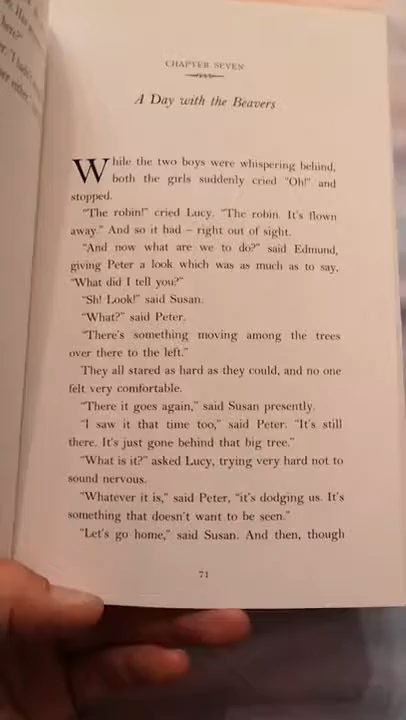 CHAPTER SEVEN
A Day with the Beavers
While the two boys were whispering behind,
both the girls suddenly cried "Oh!" and
stopped.
"The robin!" cried Lucy. "The robin. It's flown
away." And so it had – right out of sight.
"And now what are we to do?" said Edmund,
giving Peter a look which was as much as to say,
"What did I tell you?"
"Sh! Look!" said Susan.
"What?" said Peter.
"There's something moving among the trees
over there to the left."
They all stared as hard as they could, and no one
felt very comfortable.
"There it goes again," said Susan presently.
"I saw it that time too," said Peter. "It's still
there. It's just gone behind that big tree."
"What is it?" asked Lucy, trying very hard not to
sound nervous.
"Whatever it is," said Peter, "it's dodging us. It's
something that doesn't want to be seen."
"Let's go home," said Susan. And then, though
71